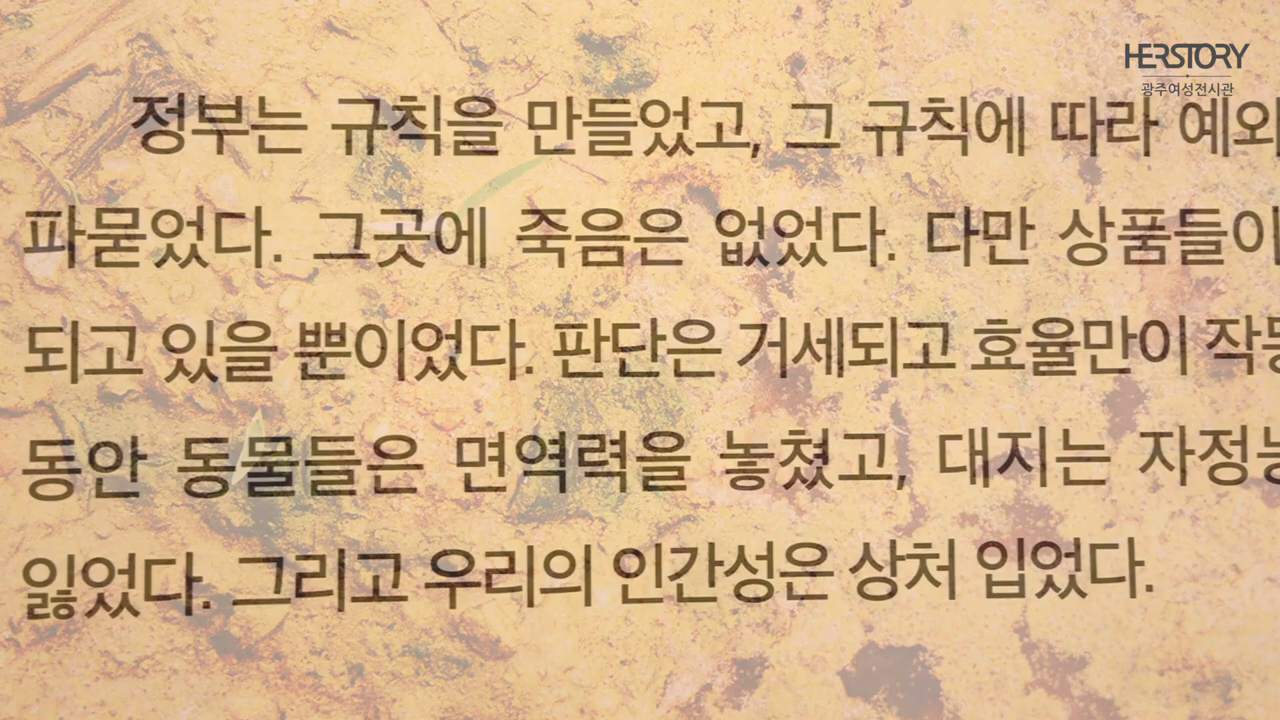 HERSTORY
광주여성전시관
정부는 규칙을 만들었고, 그 규칙에 따라 예외
파묻었다. 그곳에 죽음은 없었다. 다만 상품들이
되고 있을 뿐이었다. 판단은 거세되고 효율만이
동안 동물들은 면역력을 놓쳤고, 대지는
잃었다. 그리고 우리의 인간성은 상처 입었다.